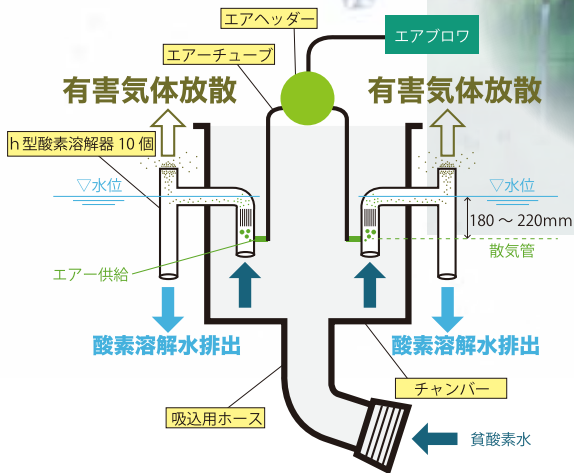 エアヘッダー
エアブロワ
エアーチューブ
有害気体放散
有害気体放散
h型酸素溶解器10個
▽水位
▽水位
180～220mm
散気管
エアー供給
酸素溶解水排出
酸素溶解水排出
チャンバー
吸込用ホース
貧酸素水